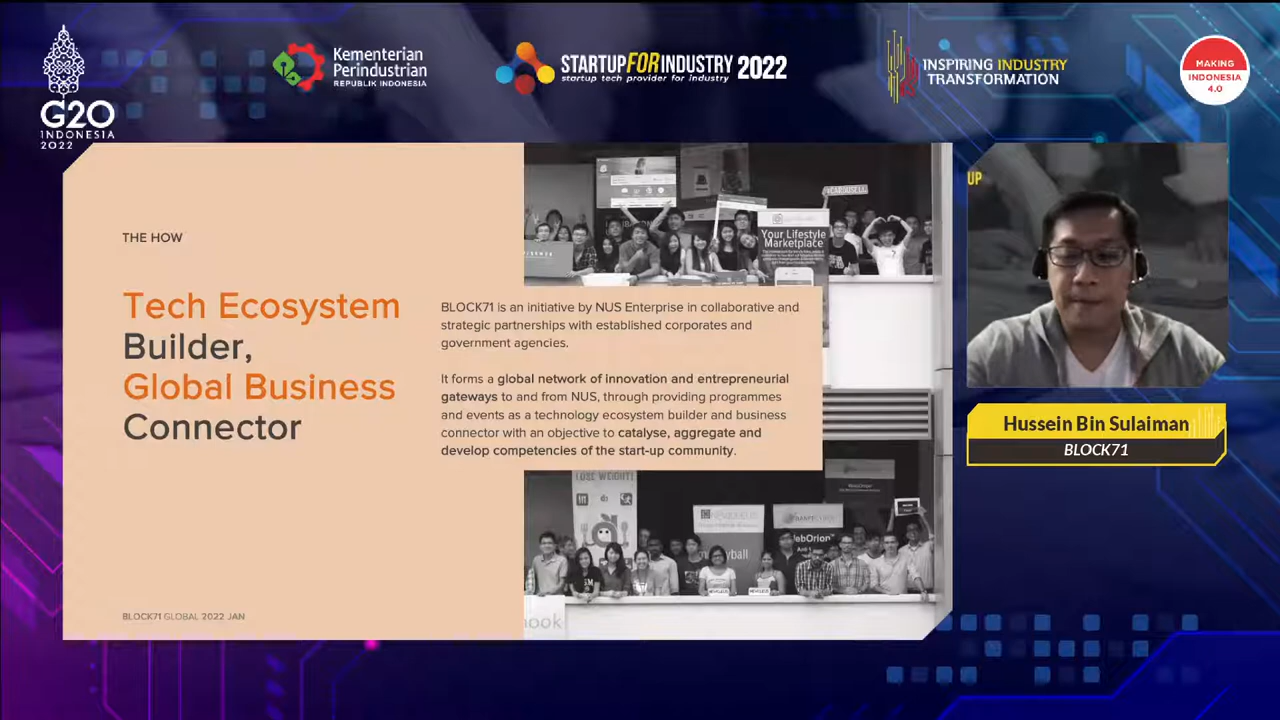 G20
INDONESIA
2022
Kementerian
Perindustrian
REPUBLIK INDONESIA
STARTUPFORINDUSTRY 2022
startup tech provider for industry
INSPIRING INDUSTRY
TRANSFORMATION
MAKING
INDONESIA
4.0
THE HOW
Tech Ecosystem
Builder,
Global Business
Connector
BLOCK71 is an initiative by NUS Enterprise in collaborative and
strategic partnerships with established corporates and
government agencies.
It forms a global network of innovation and entrepreneurial
gateways to and from NUS, through providing programmes
and events as a technology ecosystem builder and business
connector with an objective to catalyse, aggregate and
develop competencies of the start-up community.
BLOCK71 GLOBAL 2022 JAN
#CAROUSELL
Your Lifestyle
Marketplace
LOSE WEIGHT!
UP
Hussein Bin Sulaiman
BLOCK71